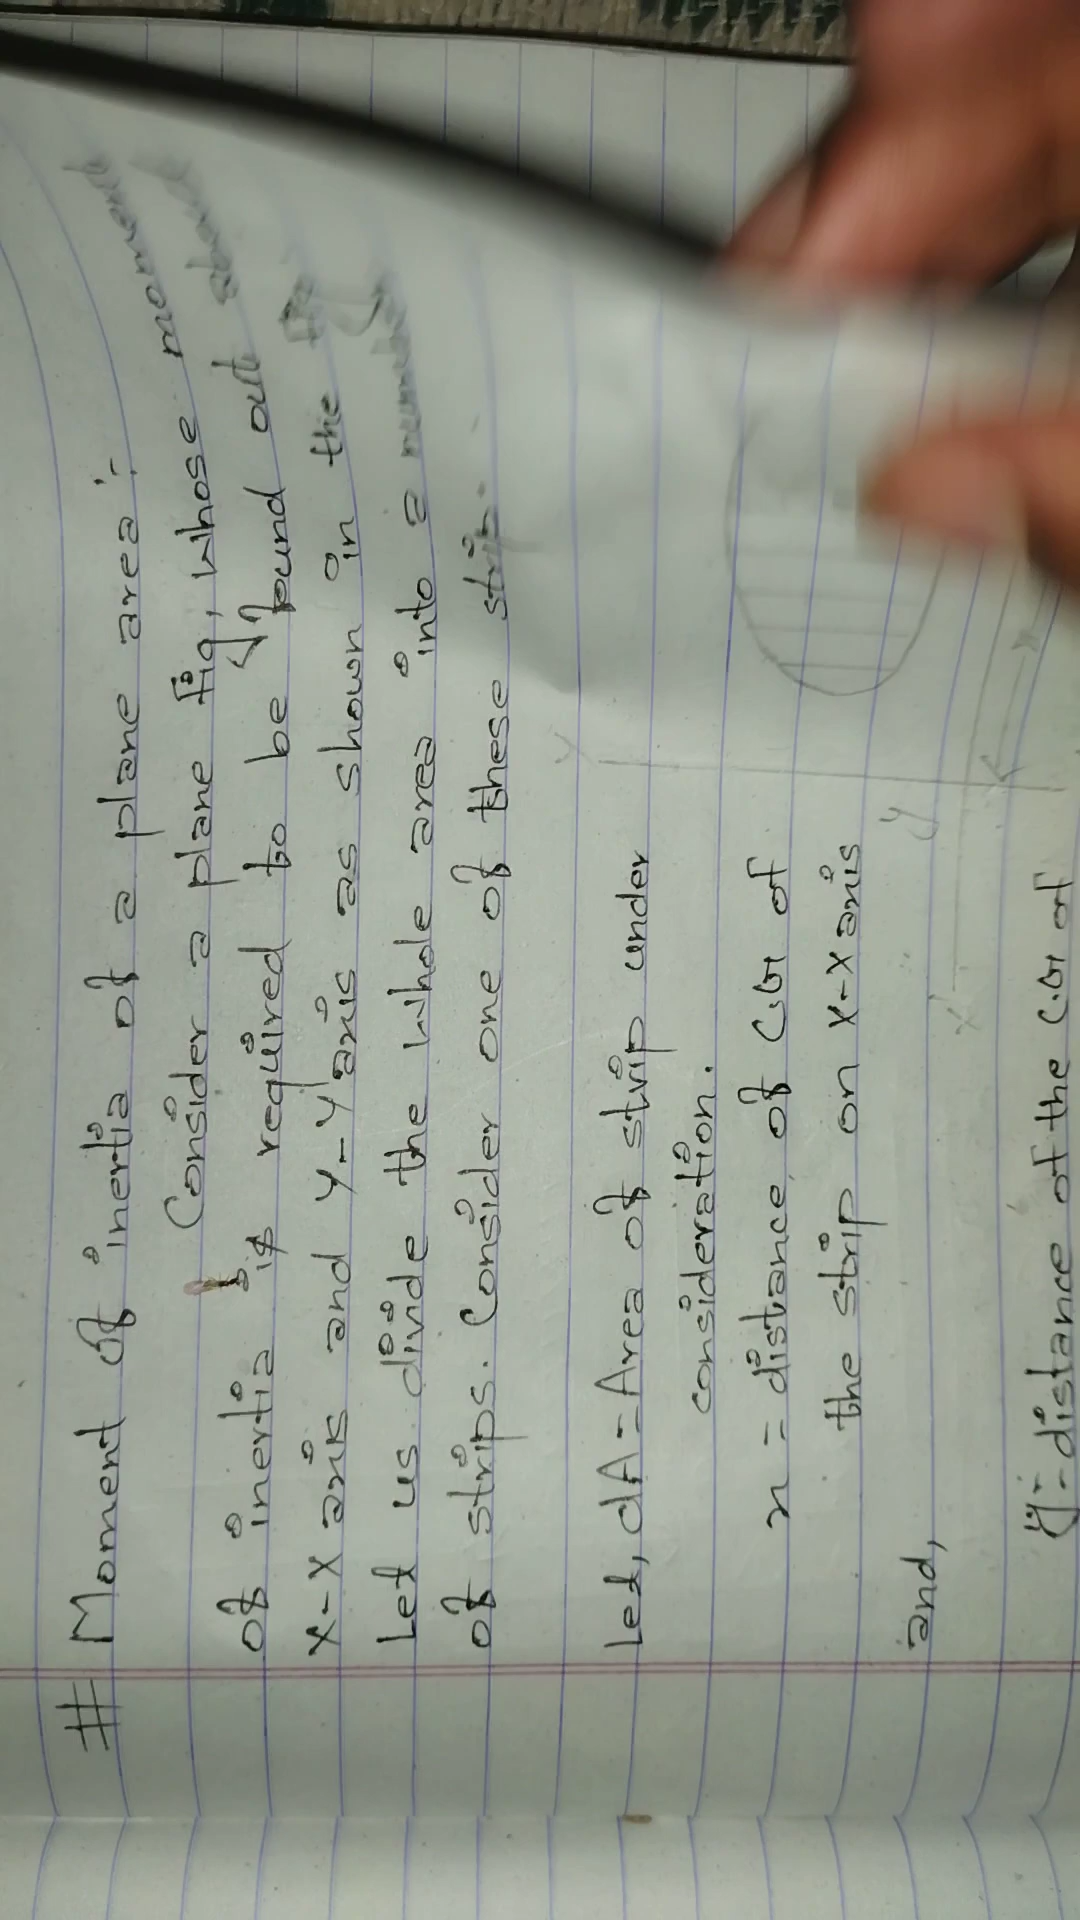 # Moment of inertia of a plane area :-
Consider a plane fig, whose moment
of inertia is required to be found out about
X-X axis and Y-Y axis as shown in the
Let us divide the whole area into a number
of strips. Consider one of these strip.
Let, dA = Area of strip under
consideration.
x = distance of C.G of
the strip on X-X axis
and,
y = distance of the C.G of
Y
y
x
X